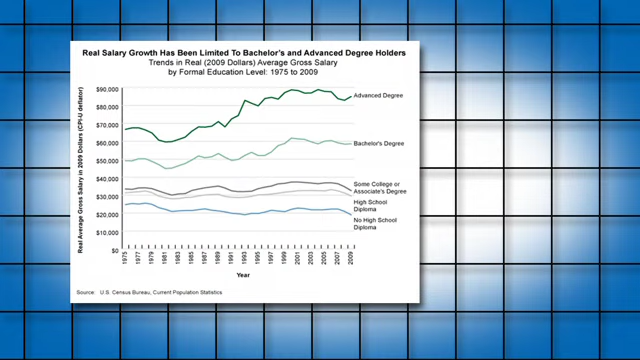 Real Salary Growth Has Been Limited To Bachelor's and Advanced Degree Holders
Trends in Real (2009 Dollars) Average Gross Salary
by Formal Education Level: 1975 to 2009
Real Average Gross Salary in 2009 Dollars (CPI-U deflator)
$90,000
$80,000
$70,000
$60,000
$50,000
$40,000
$30,000
$20,000
$10,000
$0
Advanced Degree
Bachelor's Degree
Some College or
Associate's Degree
High School
Diploma
No High School
Diploma
1975
1977
1979
1981
1983
1985
1987
1989
1991
1993
1995
1997
1999
2001
2003
2005
2007
2009
Year
Source: U.S. Census Bureau, Current Population Statistics